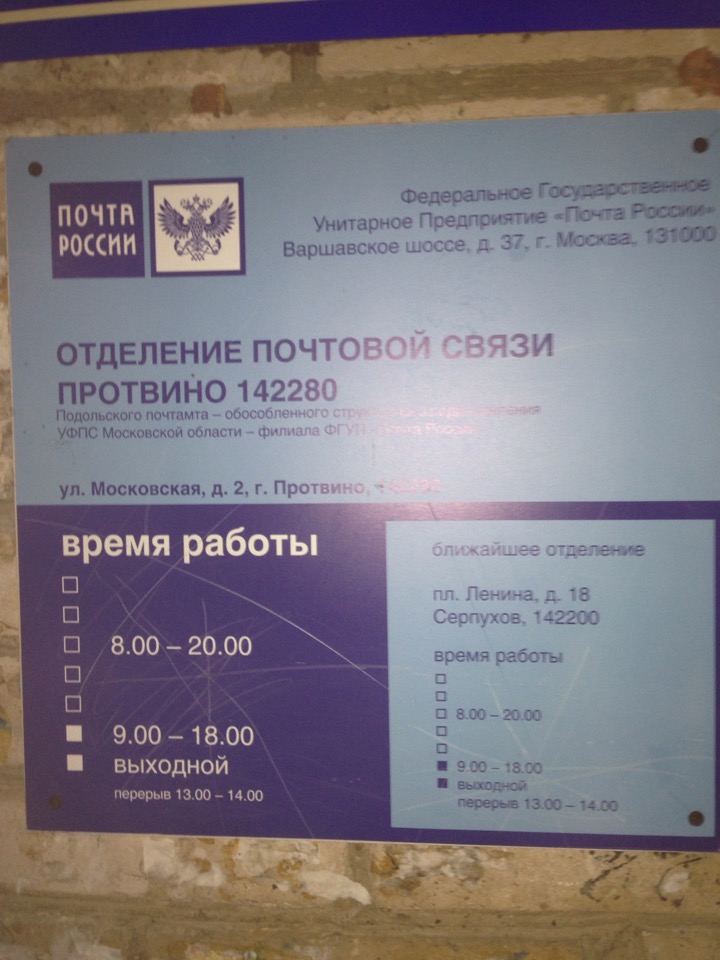 ПОЧТА
РОССИИ
Федеральное Государственное
Унитарное Предприятие «Почта России»
Варшавское шоссе, д. 37, г. Москва, 131000
ОТДЕЛЕНИЕ ПОЧТОВОЙ СВЯЗИ
ПРОТВИНО 142280
Подольского почтамта – обособленного
УФПС Московской области – филиала ФГУП
ул. Московская, д. 2, г. Протвино,
время работы
8.00 – 20.00
9.00 – 18.00
выходной
перерыв 13.00 – 14.00
ближайшее отделение
пл. Ленина, д. 18
Серпухов, 142200
время работы
8.00 – 20.00
9.00 – 18.00
выходной
перерыв 13.00 – 14.00